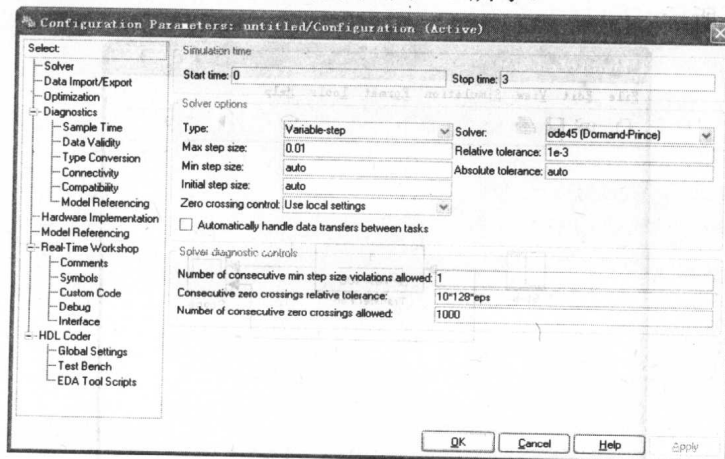 Configuration Parameters: untitled/Configuration (Active)
Select:
Solver
Data Import/Export
Optimization
Diagnostics
Sample Time
Data Validity
Type Conversion
Connectivity
Compatibility
Model Referencing
Hardware Implementation
Model Referencing
Real-Time Workshop
Comments
Symbols
Custom Code
Debug
Interface
HDL Coder
Global Settings
Test Bench
EDA Tool Scripts
Simulation time
Start time: 0 Stop time: 3
Solver options
Type: Variable-step Solver: ode45 (Dormand-Prince)
Max step size: 0.01 Relative tolerance: 1e-3
Min step size: auto Absolute tolerance: auto
Initial step size: auto
Zero crossing control: Use local settings
Automatically handle data transfers between tasks
Solver diagnostic controls
Number of consecutive min step size violations allowed: 1
Consecutive zero crossings relative tolerance: 10*128*eps
Number of consecutive zero crossings allowed: 1000
OK Cancel Help Apply